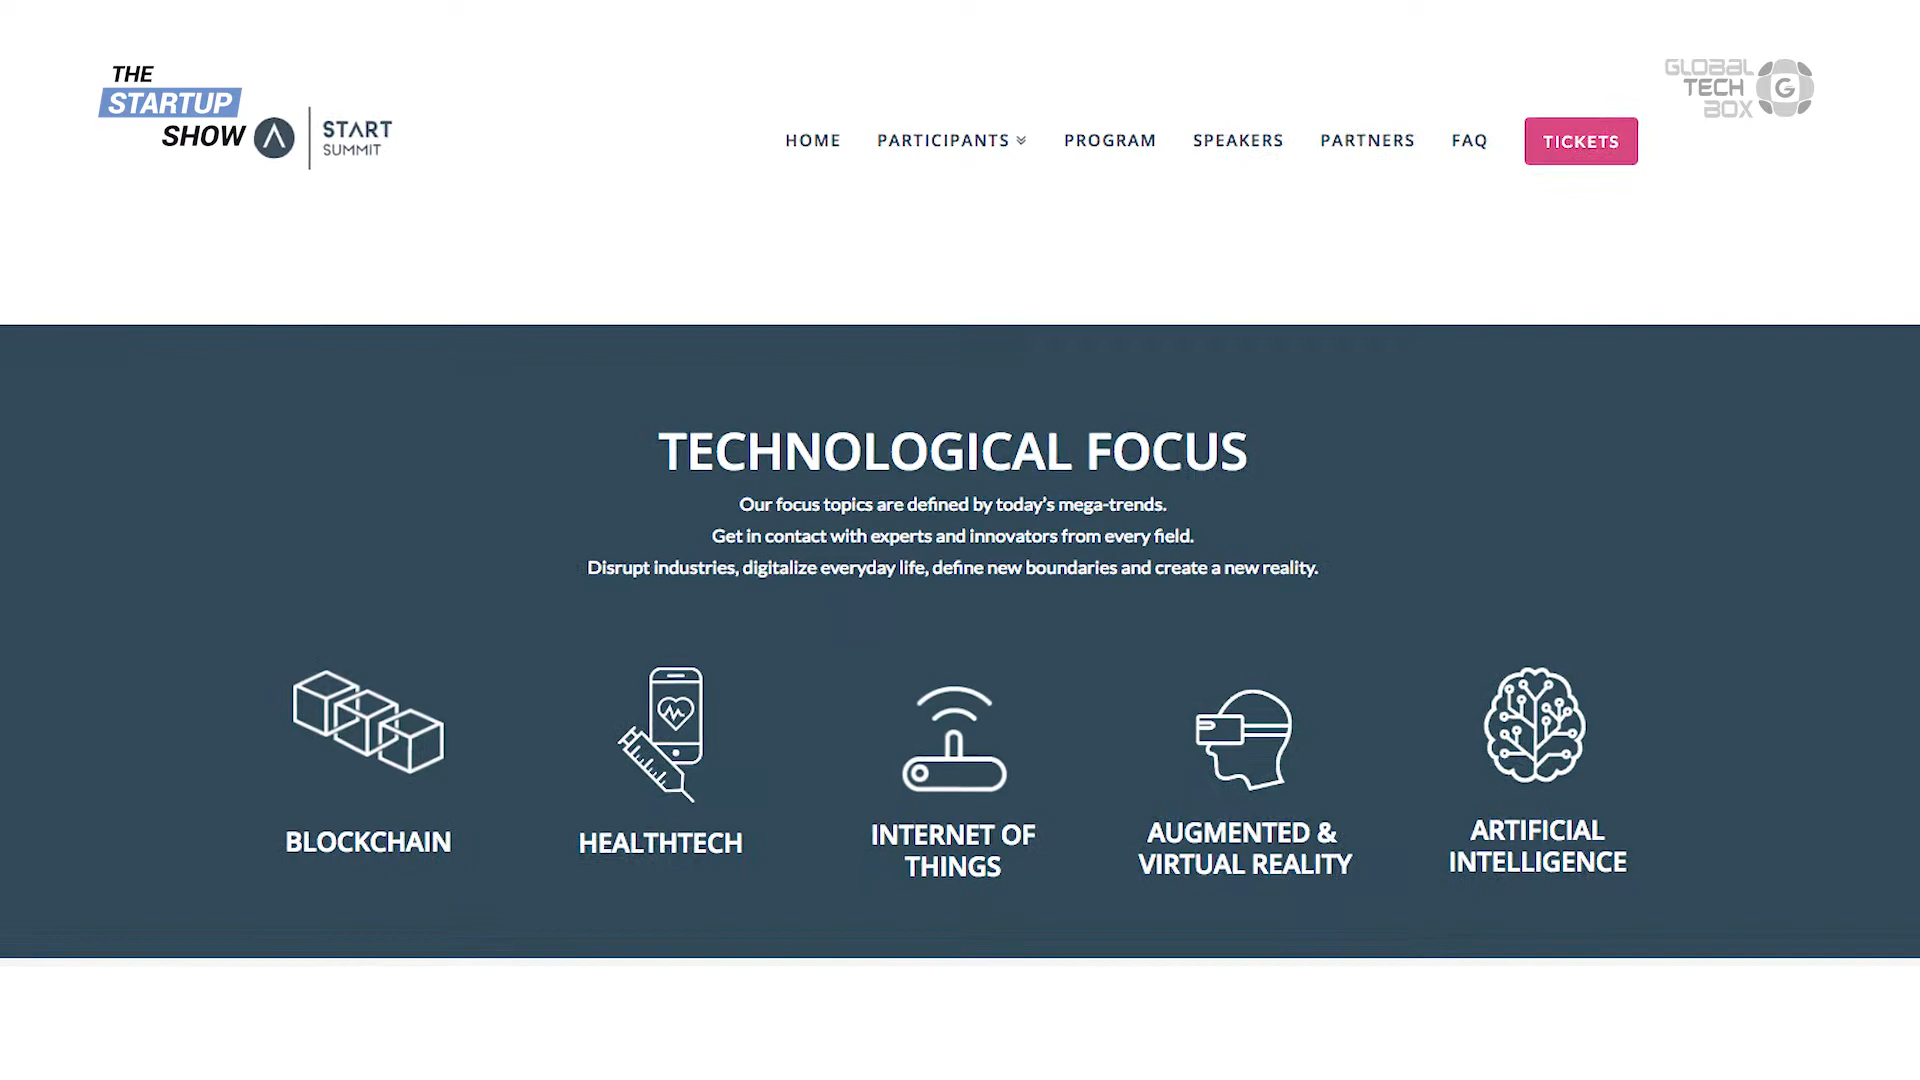 THE
STARTUP
SHOW
START
SUMMIT
HOME PARTICIPANTS PROGRAM SPEAKERS PARTNERS FAQ TICKETS
GLOBAL
TECH
BOX
G
TECHNOLOGICAL FOCUS
Our focus topics are defined by today's mega-trends.
Get in contact with experts and innovators from every field.
Disrupt industries, digitalize everyday life, define new boundaries and create a new reality.
BLOCKCHAIN
HEALTHTECH
INTERNET OF
THINGS
AUGMENTED &
VIRTUAL REALITY
ARTIFICIAL
INTELLIGENCE